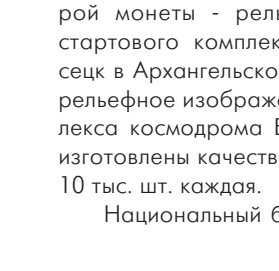 рой монеты - рель
стартового комплек
сецк в Архангельско
рельефное изображе
лекса космодрома
изготовлены качеств
10 тыс. шт. каждая.
Национальный б